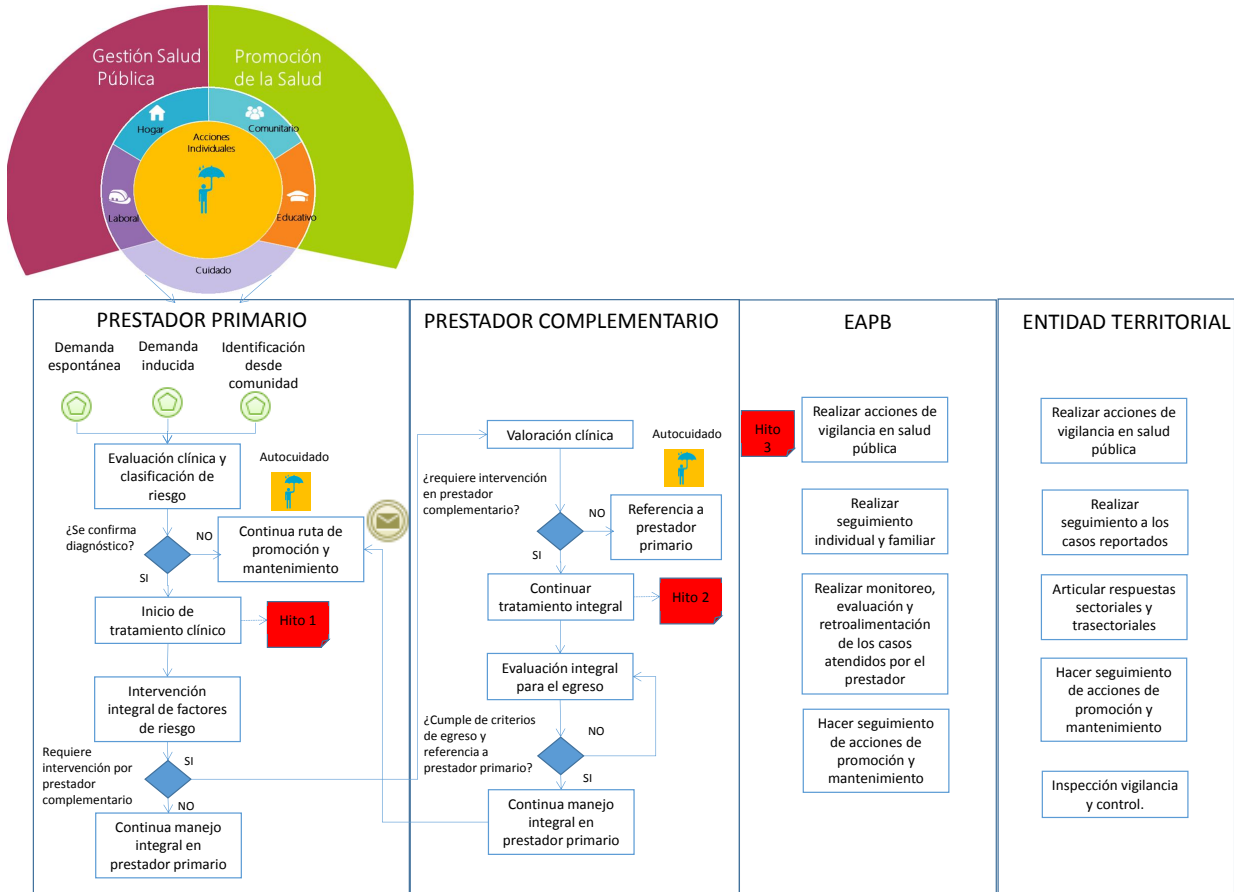 Gestión Salud
Pública
Promoción
de la Salud
Hogar
Comunitario
Acciones
Individuales
Laboral
Educativo
Cuidado
PRESTADOR PRIMARIO
Demanda
espontánea
Demanda
inducida
Identificación
desde
comunidad
Evaluación clínica y
clasificación de
riesgo
Autocuidado
¿Se confirma
diagnóstico?
NO
Continua ruta de
promoción y
mantenimiento
SI
Inicio de
tratamiento clínico
Hito 1
Intervención
integral de factores
de riesgo
Requiere
intervención por
prestador
complementario
SI
NO
Continua manejo
integral en
prestador primario
PRESTADOR COMPLEMENTARIO
Valoración clínica
Autocuidado
¿requiere intervención
en prestador
complementario?
NO
Referencia a
prestador
primario
SI
Continuar
tratamiento integral
Hito 2
Evaluación integral
para el egreso
¿Cumple de criterios
de egreso y
referencia a
prestador primario?
NO
SI
Continua manejo
integral en
prestador primario
EAPB
Hito
3
Realizar acciones de
vigilancia en salud
pública
Realizar
seguimiento
individual y familiar
Realizar monitoreo,
evaluación y
retroalimentación
de los casos
atendidos por el
prestador
Hacer seguimiento
de acciones de
promoción y
mantenimiento
ENTIDAD TERRITORIAL
Realizar acciones de
vigilancia en salud
pública
Realizar
seguimiento a los
casos reportados
Articular respuestas
sectoriales y
trasectoriales
Hacer seguimiento
de acciones de
promoción y
mantenimiento
Inspección vigilancia
y control.